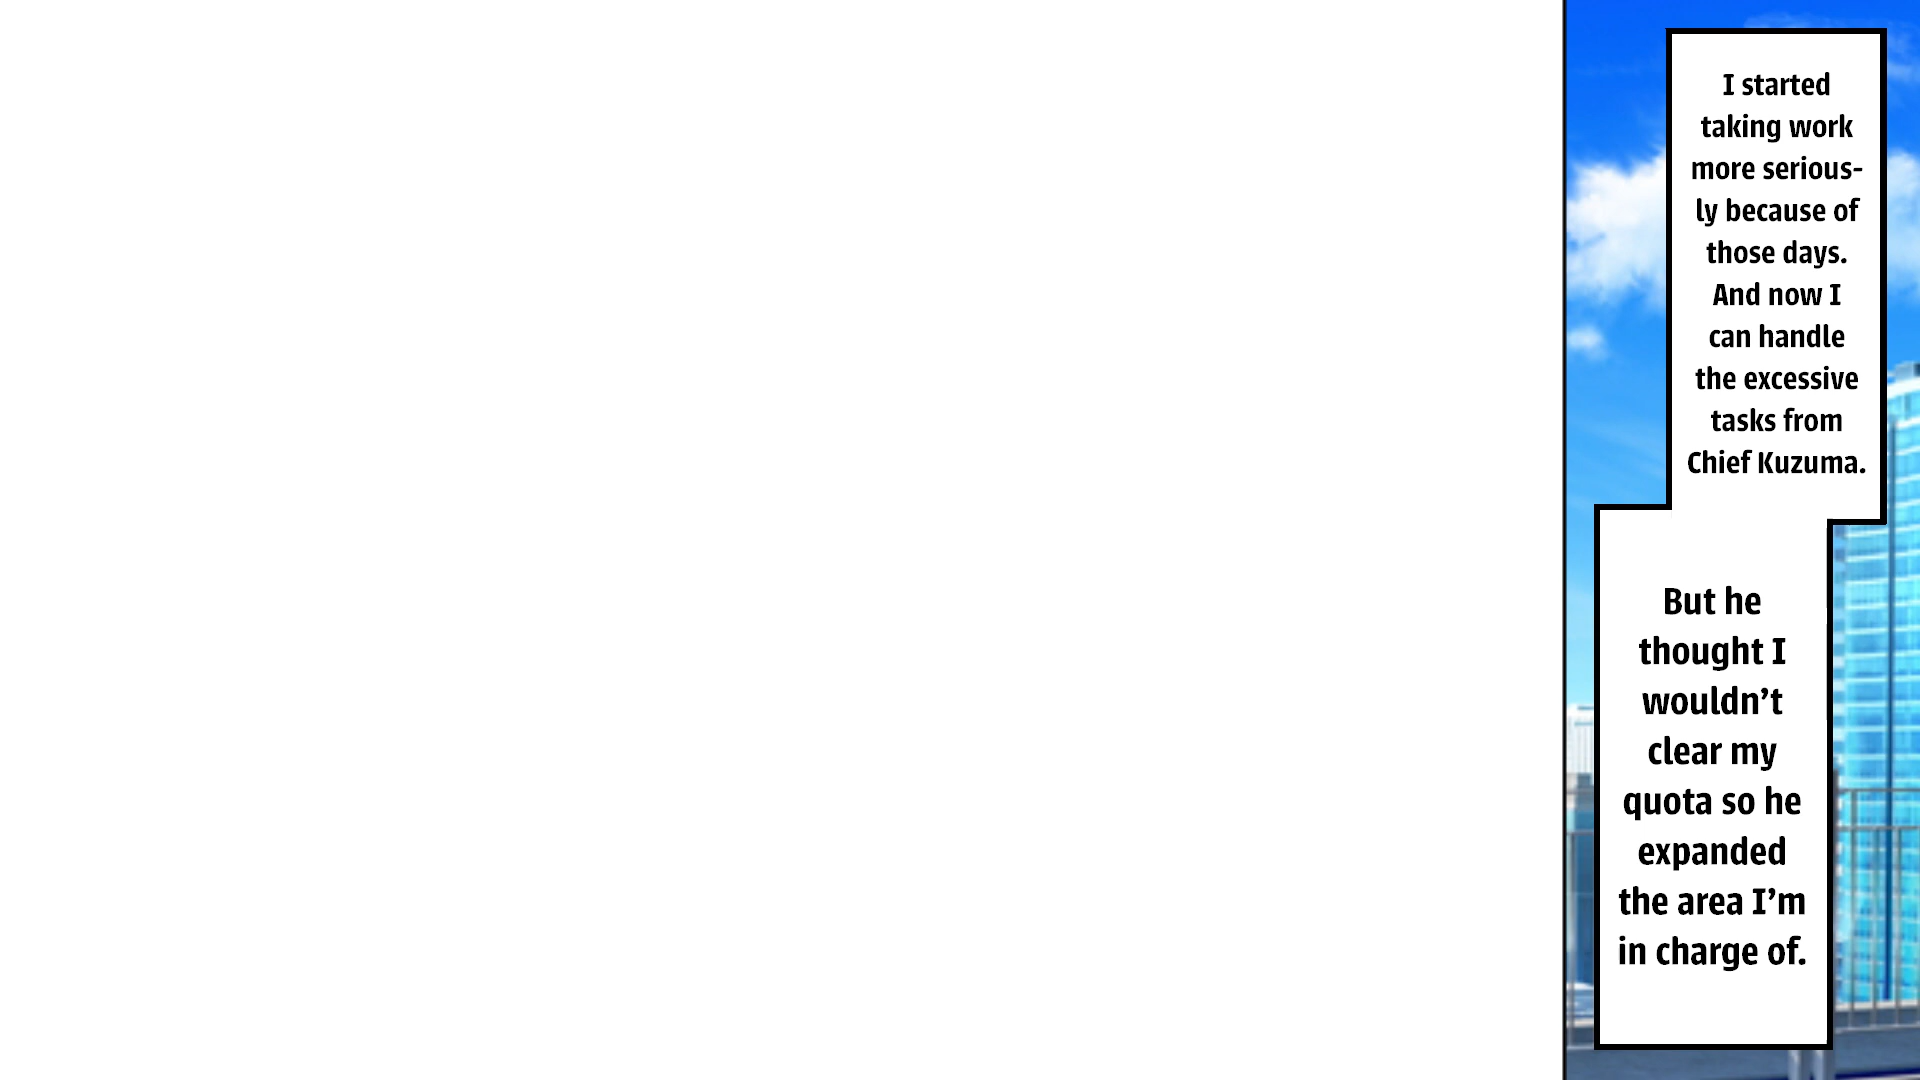 I started
taking work
more serious-
ly because of
those days.
And now I
can handle
the excessive
tasks from
Chief Kuzuma.
But he
thought I
wouldn’t
clear my
quota so he
expanded
the area I’m
in charge of.